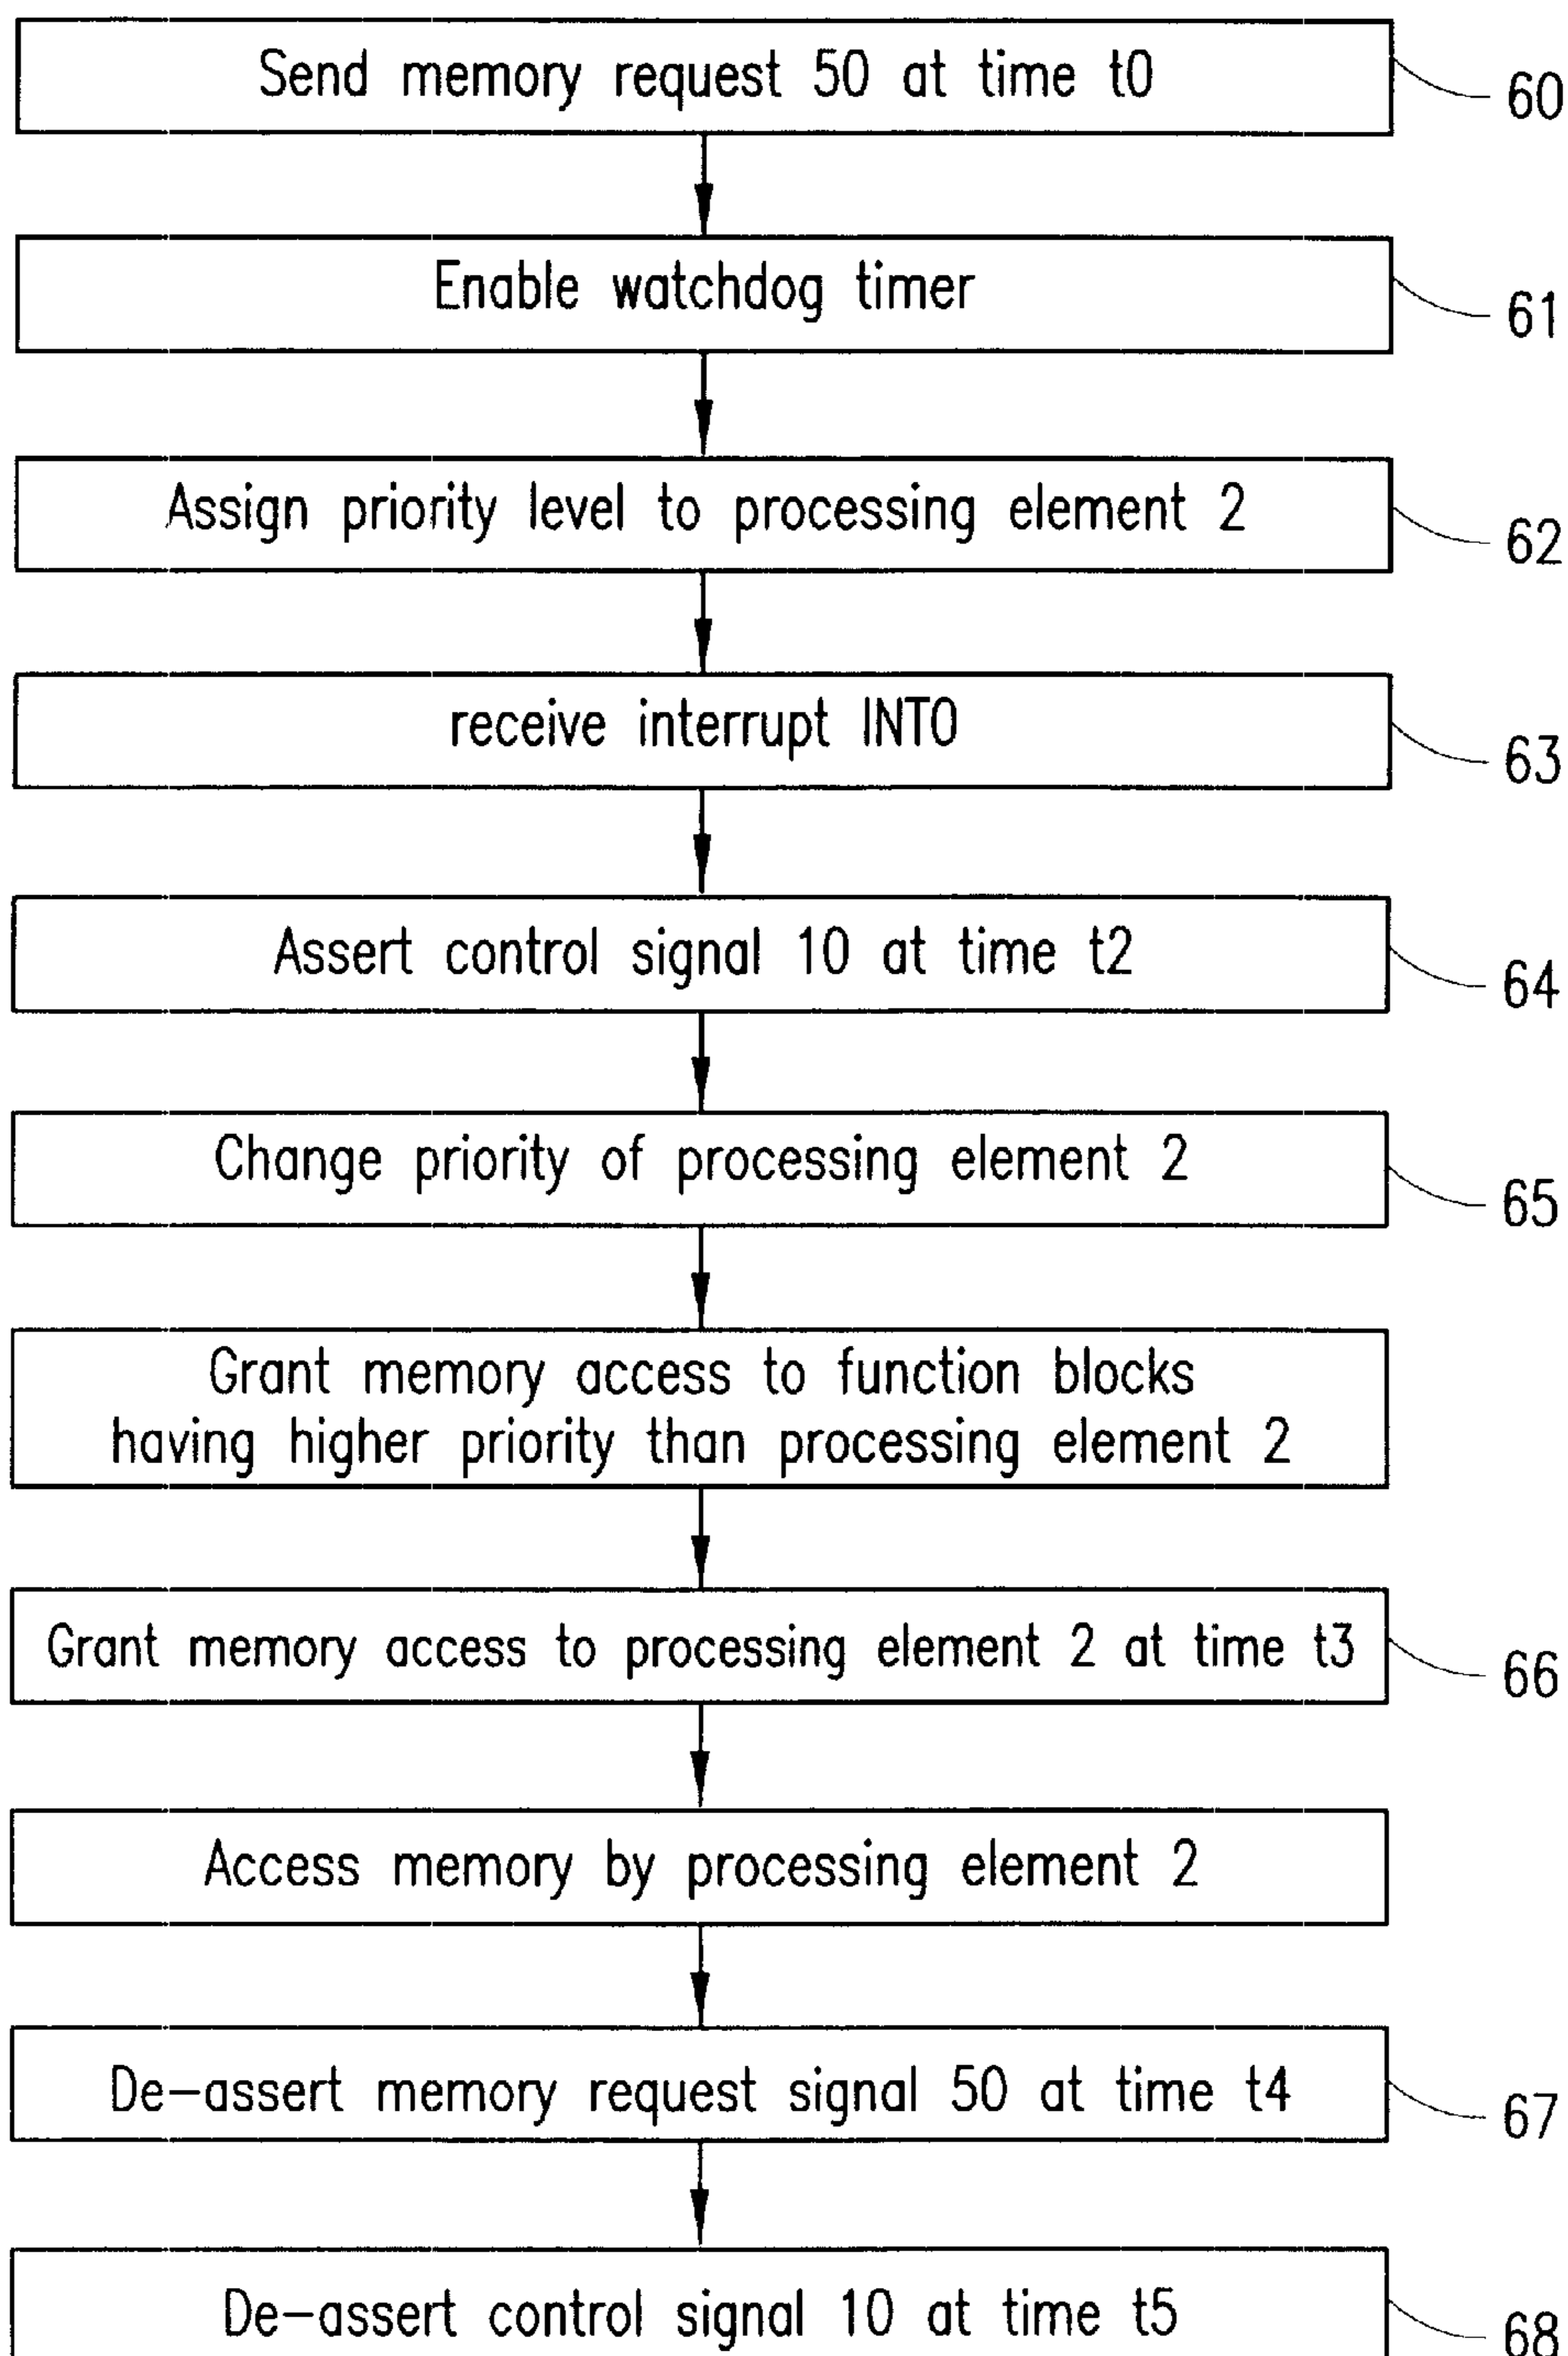 Send memory request 50 at time t0
60
Enable watchdog timer
61
Assign priority level to processing element 2
62
receive interrupt INT0
63
Assert control signal 10 at time t2
64
Change priority of processing element 2
65
Grant memory access to function blocks
having higher priority than processing element 2
Grant memory access to processing element 2 at time t3
66
Access memory by processing element 2
De-assert memory request signal 50 at time t4
67
De-assert control signal 10 at time t5
68